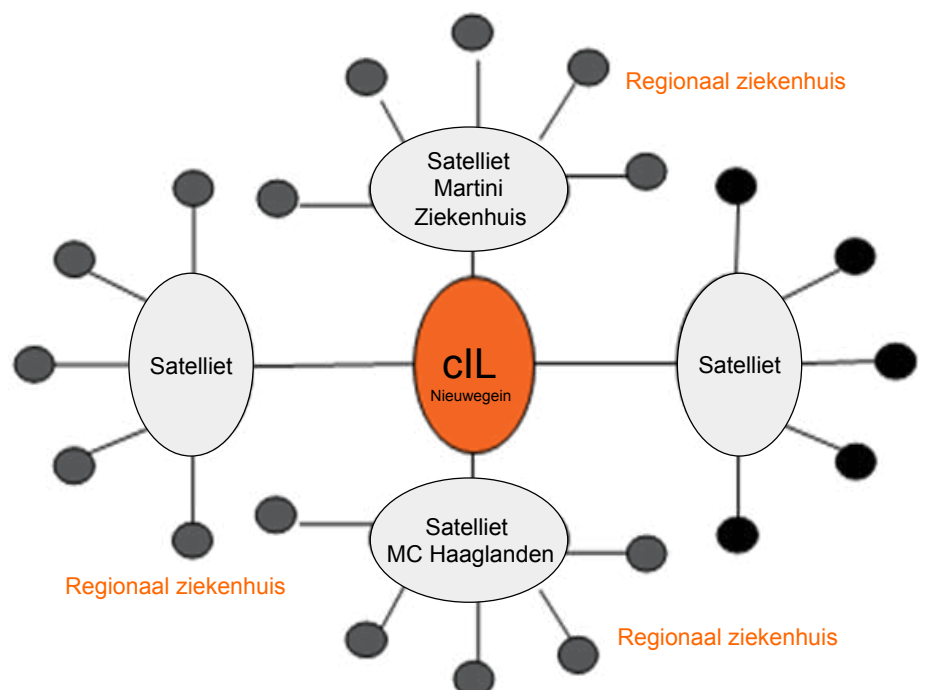 Regionaal ziekenhuis
Satelliet
Martini
Ziekenhuis
Satelliet
cIL
Nieuwegein
Satelliet
Satelliet
MC Haaglanden
Regionaal ziekenhuis
Regionaal ziekenhuis